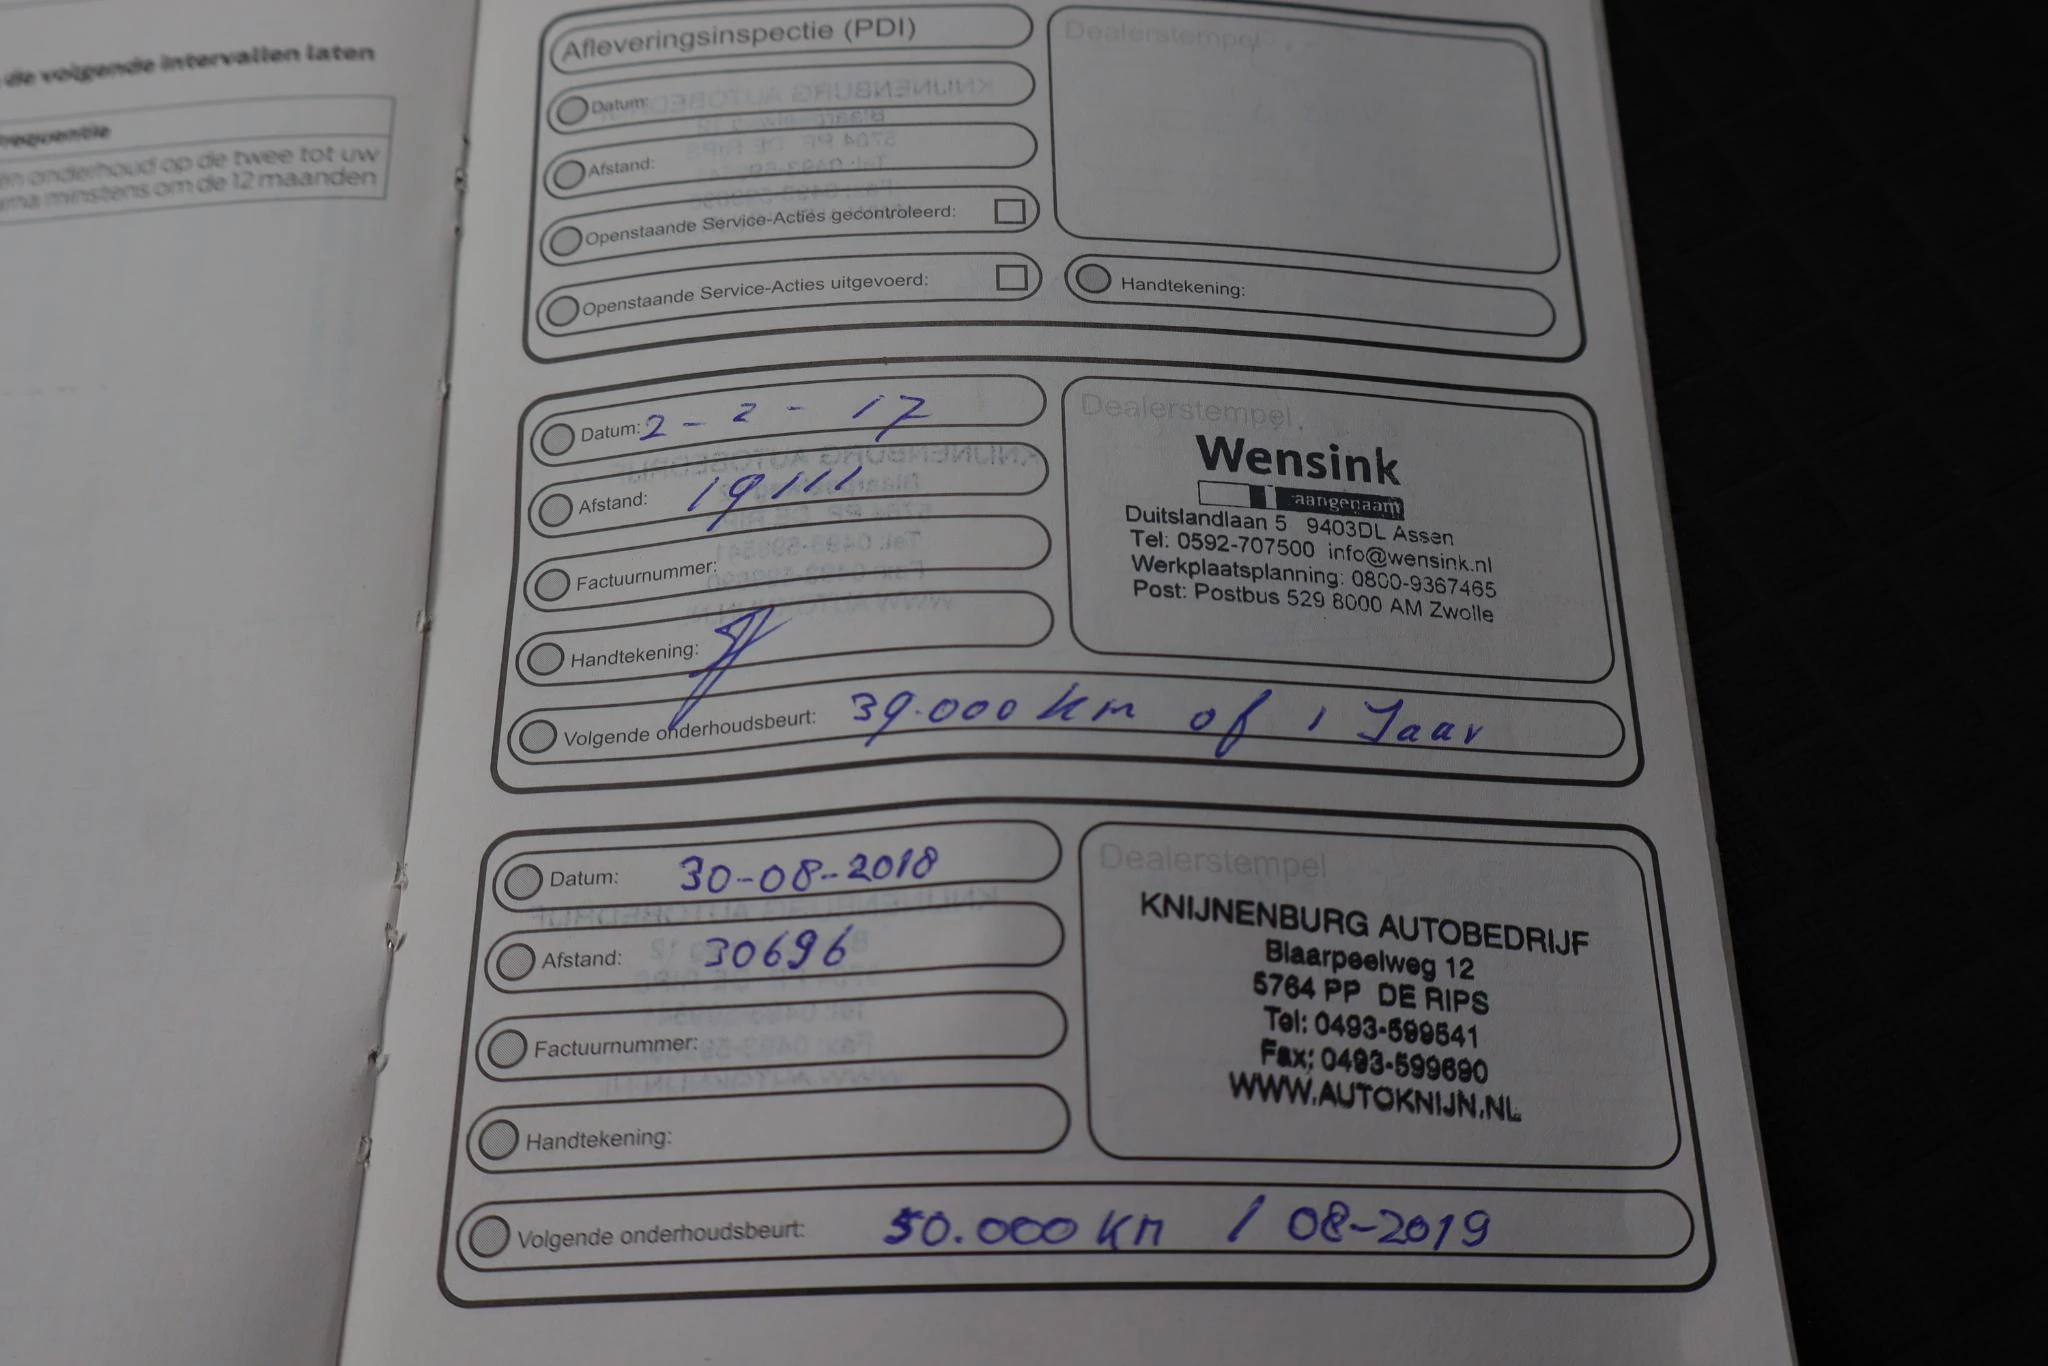 de volgende intervallen laten
frequentie
en onderhoud op de twee tot uw
minstens om de 12 maanden
Afleveringsinspectie (PDI)
Datum:
Afstand:
Openstaande Service-Acties gecontroleerd:
Openstaande Service-Acties uitgevoerd:
Dealerstempel
Handtekening:
Datum: 2 - 2 - 17
Afstand: 19111
Factuurnummer:
Handtekening:
Dealerstempel
Wensink
aangenaam
Duitslandlaan 5 9403DL Assen
Tel: 0592-707500 info@wensink.nl
Werkplaatsplanning: 0800-9367465
Post: Postbus 529 8000 AM Zwolle
Volgende onderhoudsbeurt: 39.000 km of 1 Jaar
Datum: 30-08-2018
Afstand: 30696
Factuurnummer:
Handtekening:
Dealerstempel
KNIJNENBURG AUTOBEDRIJF
Blaarpeelweg 12
5764 PP DE RIPS
Tel: 0493-599541
Fax: 0493-599690
WWW.AUTOKNIJN.NL
Volgende onderhoudsbeurt: 50.000 km / 08-2019